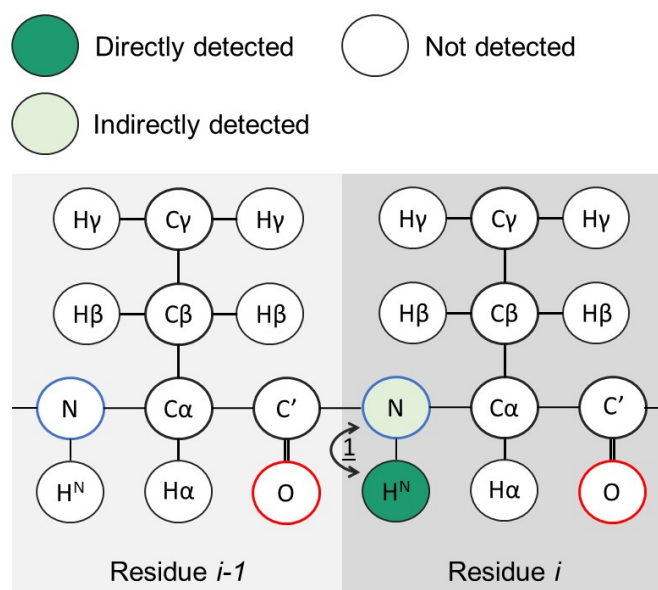 Directly detected Not detected
Indirectly detected
Hγ Cγ Hγ Hγ Cγ Hγ
Hβ Cβ Hβ Hβ Cβ Hβ
N Cα C’ N Cα C’
1
Hᴺ Hα O Hᴺ Hα O
Residue i-1 Residue i